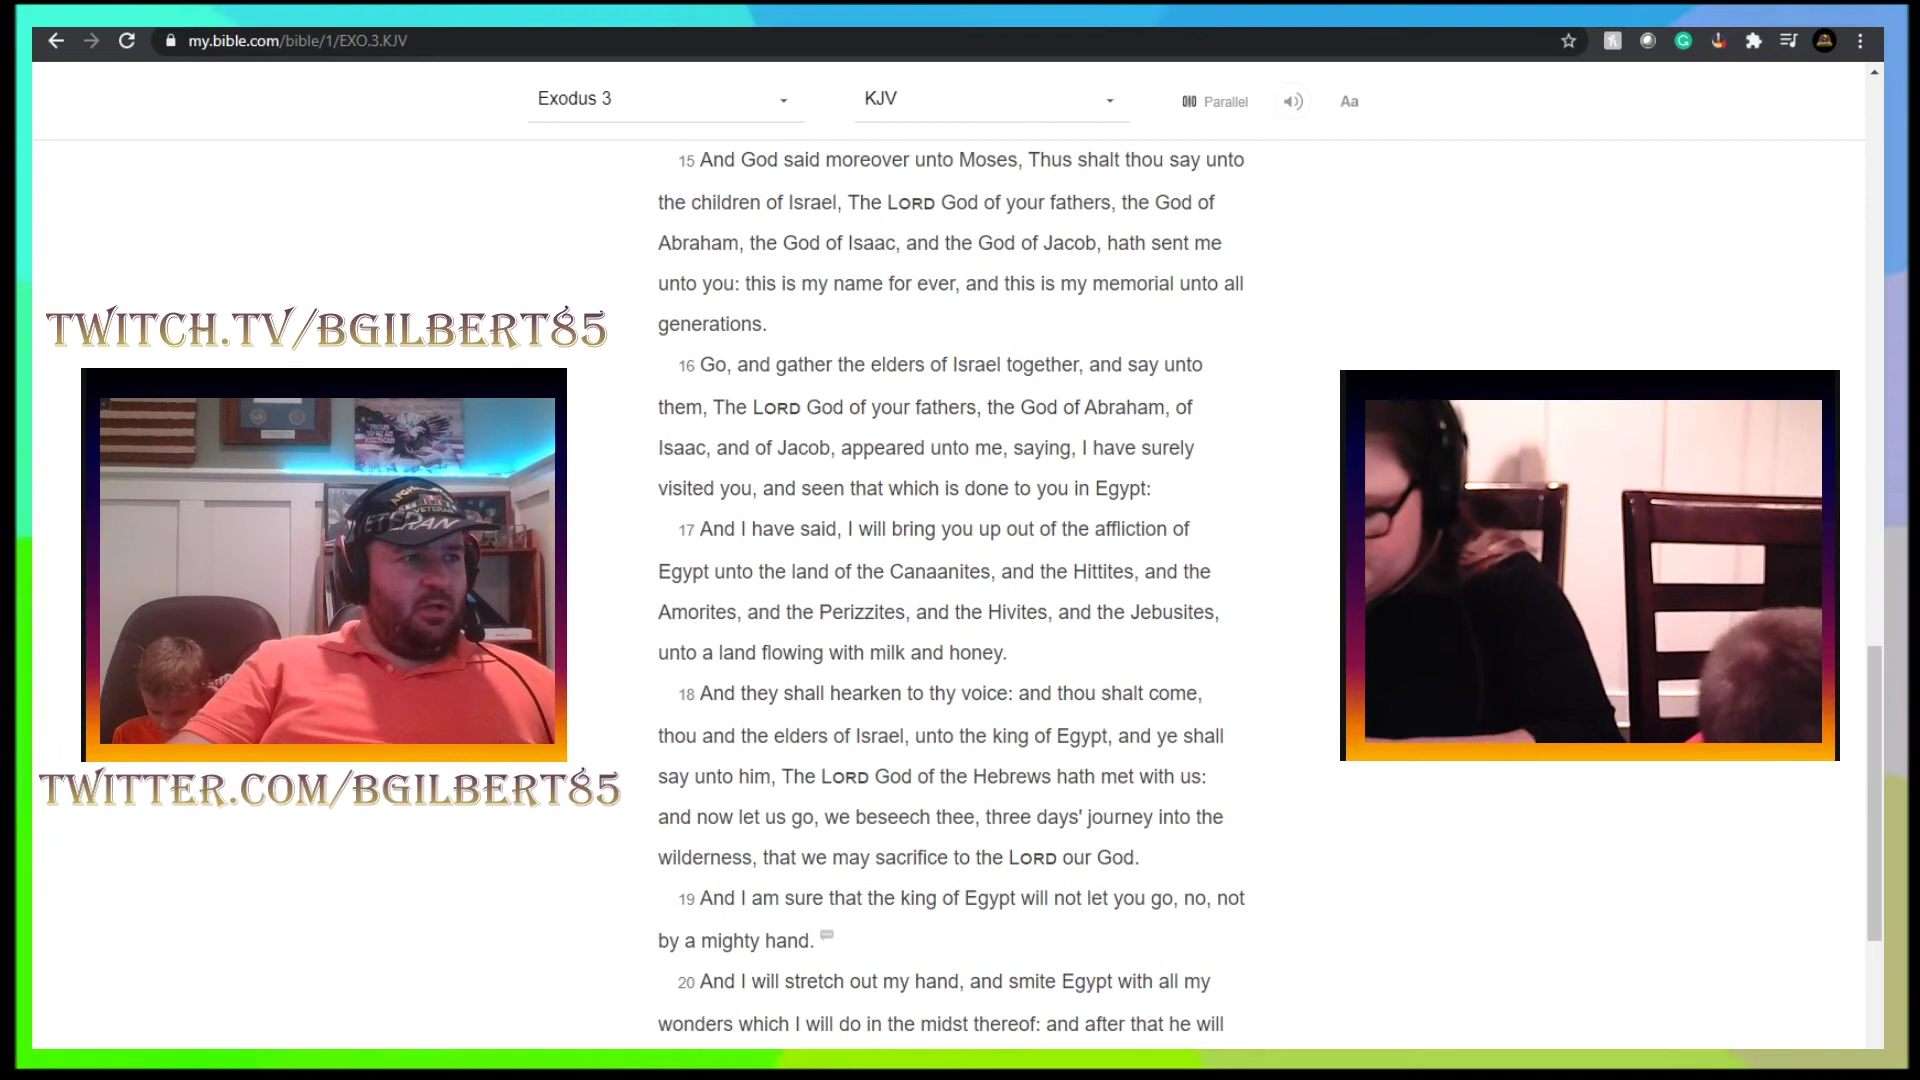 my.bible.com/bible/1/EXO.3.KJV
Exodus 3
KJV
Parallel
Aa
15 And God said moreover unto Moses, Thus shalt thou say unto
the children of Israel, The LORD God of your fathers, the God of
Abraham, the God of Isaac, and the God of Jacob, hath sent me
unto you: this is my name for ever, and this is my memorial unto all
generations.
16 Go, and gather the elders of Israel together, and say unto
them, The LORD God of your fathers, the God of Abraham, of
Isaac, and of Jacob, appeared unto me, saying, I have surely
visited you, and seen that which is done to you in Egypt:
17 And I have said, I will bring you up out of the affliction of
Egypt unto the land of the Canaanites, and the Hittites, and the
Amorites, and the Perizzites, and the Hivites, and the Jebusites,
unto a land flowing with milk and honey.
18 And they shall hearken to thy voice: and thou shalt come,
thou and the elders of Israel, unto the king of Egypt, and ye shall
say unto him, The LORD God of the Hebrews hath met with us:
and now let us go, we beseech thee, three days' journey into the
wilderness, that we may sacrifice to the LORD our God.
19 And I am sure that the king of Egypt will not let you go, no, not
by a mighty hand.
20 And I will stretch out my hand, and smite Egypt with all my
wonders which I will do in the midst thereof: and after that he will
TWITCH.TV/BGILBERT85
PROUD
TO BE AN
AMERICAN
VETERAN
VETERAN
TWITTER.COM/BGILBERT85